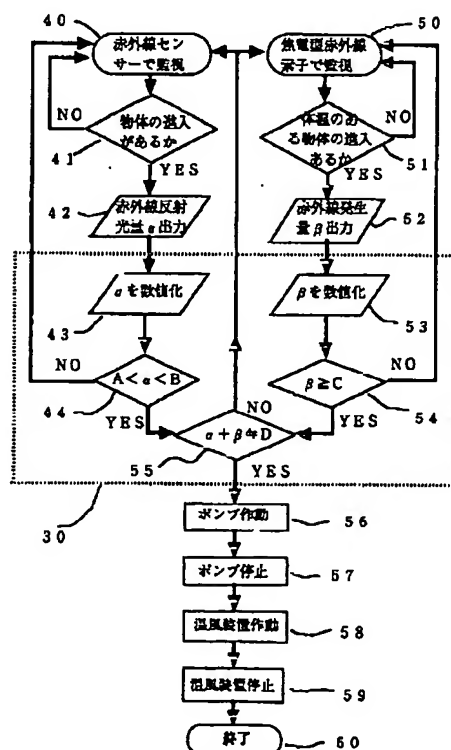 40
赤外線セン
サーで監視
50
焦電型赤外線
素子で監視
NO
物体の進入
があるか
41
YES
体温のあ
る物体の進入
あるか
NO
51
YES
42
赤外線反射
光量α出力
赤外線発生
量β出力
52
αを数値化
43
βを数値化
53
NO
A<α<B
44
YES
β≧C
NO
54
YES
NO
α+β≒D
55
YES
30
ポンプ作動
56
ポンプ停止
57
温風装置作動
58
温風装置停止
59
終了
60